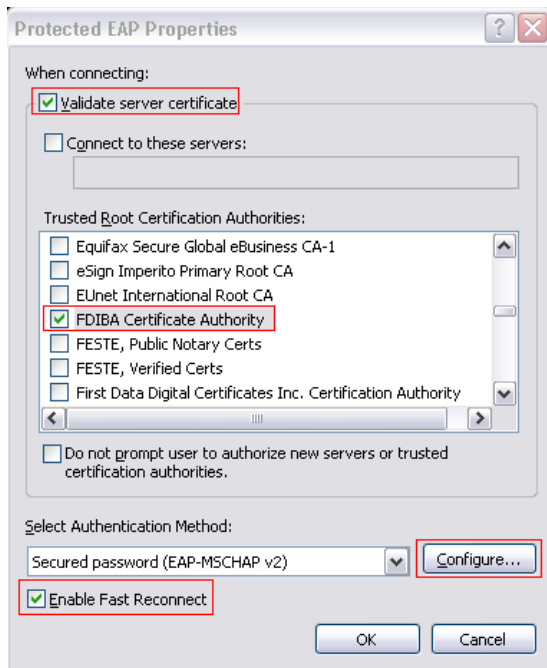 Protected EAP Properties
When connecting:
Validate server certificate
Connect to these servers:
Trusted Root Certification Authorities:
Equifax Secure Global eBusiness CA-1
eSign Imperito Primary Root CA
EUnet International Root CA
FDIBA Certificate Authority
FESTE, Public Notary Certs
FESTE, Verified Certs
First Data Digital Certificates Inc. Certification Authority
Do not prompt user to authorize new servers or trusted
certification authorities.
Select Authentication Method:
Secured password (EAP-MSCHAP v2)
Configure...
Enable Fast Reconnect
OK
Cancel